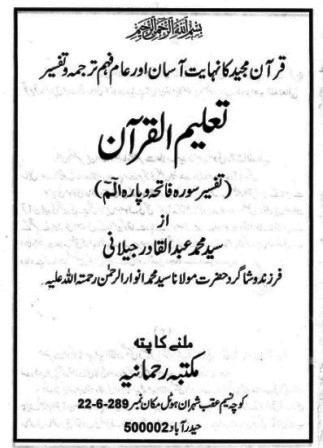 بسم اللہ الرحمن الرحیم
قرآن مجید کا نہایت آسان اور عام فہم ترجمہ و تفسیر
تعلیم القرآن
(تفسیر سورہ فاتحہ و پارہ الٓمٓ)
از
سید محمد عبدالقادر جیلانی
فرزند و شاگرد حضرت مولانا سید محمد انوار الرحمٰن رحمتہ اللہ علیہ
ملنے کا پتہ
مکتبہ رحمانیہ
کوچہ نسیم عقب شہران ہوٹل مکان نمبر 289-6-22
حیدرآباد 500002